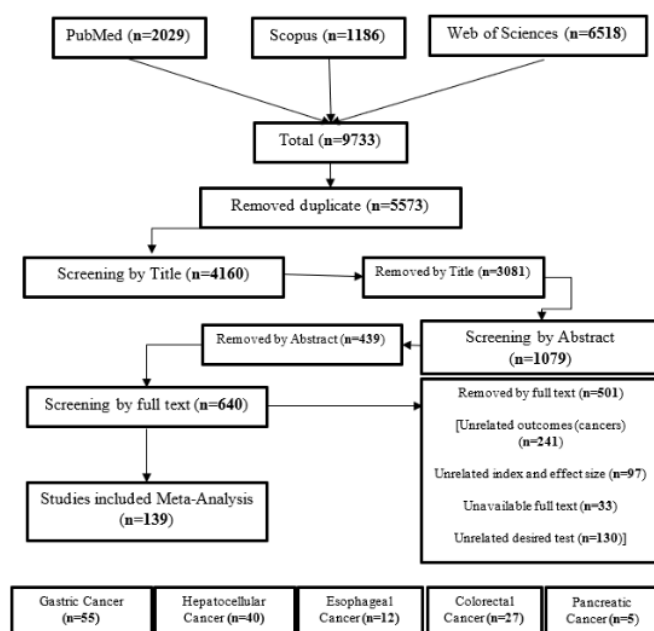 PubMed (n=2029)
Scopus (n=1186)
Web of Sciences (n=6518)
Total (n=9733)
Removed duplicate (n=5573)
Screening by Title (n=4160)
Removed by Title (n=3081)
Removed by Abstract (n=439)
Screening by Abstract
(n=1079)
Screening by full text (n=640)
Removed by full text (n=501)
[Unrelated outcomes (cancers)
(n=241)
Unrelated index and effect size (n=97)
Unavailable full text (n=33)
Unrelated desired test (n=130)]
Studies included Meta-Analysis
(n=139)
Gastric Cancer
(n=55)
Hepatocellular
Cancer (n=40)
Esophageal
Cancer (n=12)
Colorectal
Cancer (n=27)
Pancreatic
Cancer (n=5)